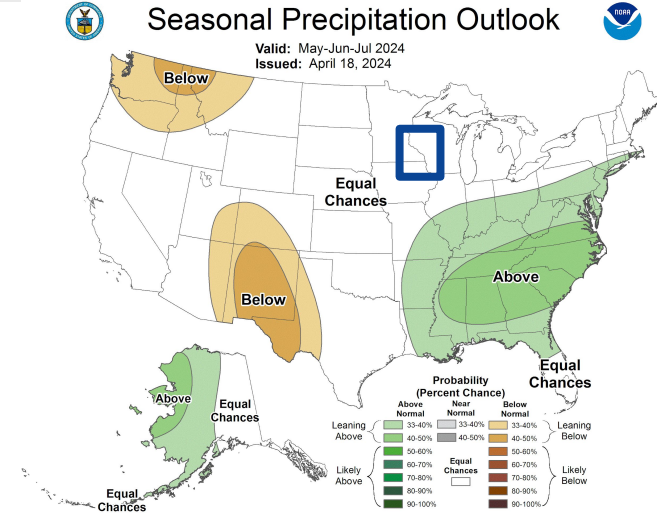 Seasonal Precipitation Outlook
NOAA
Valid: May-Jun-Jul 2024
Issued: April 18, 2024
Below
Equal
Chances
Above
Below
Equal
Chances
Above
Equal
Chances
Equal
Chances
Probability
(Percent Chance)
Above Normal
Near Normal
Below Normal
Leaning Above
33-40%
33-40%
33-40%
Leaning Below
40-50%
40-50%
40-50%
Likely Above
50-60%
Equal Chances
50-60%
Likely Below
60-70%
60-70%
70-80%
70-80%
80-90%
80-90%
90-100%
90-100%